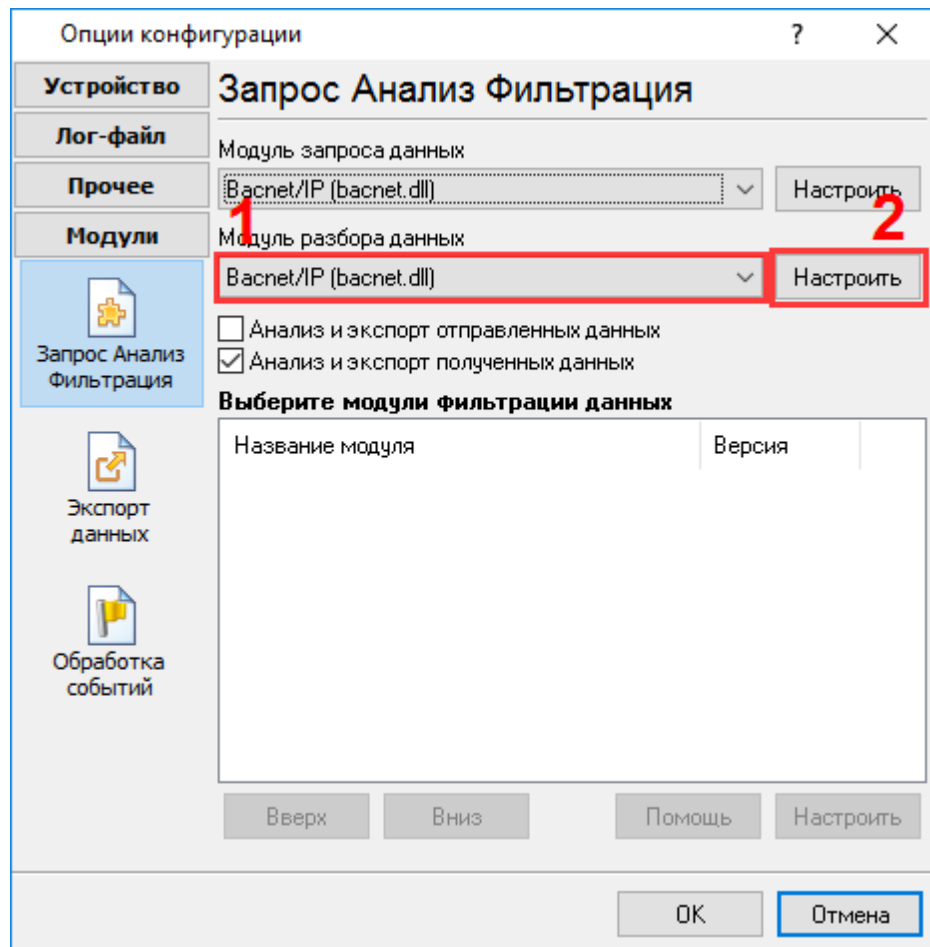 Опции конфигурации
?
Устройство
Лог-файл
Прочее
Модули
Запрос Анализ
Фильтрация
Экспорт
данных
Обработка
событий
Запрос Анализ Фильтрация
Модуль запроса данных
Bacnet/IP (bacnet.dll)
Настроить
1
2
Модуль разбора данных
Bacnet/IP (bacnet.dll)
Настроить
Анализ и экспорт отправленных данных
Анализ и экспорт полученных данных
Выберите модули фильтрации данных
Название модуля
Версия
Вверх
Вниз
Помощь
Настроить
OK
Отмена